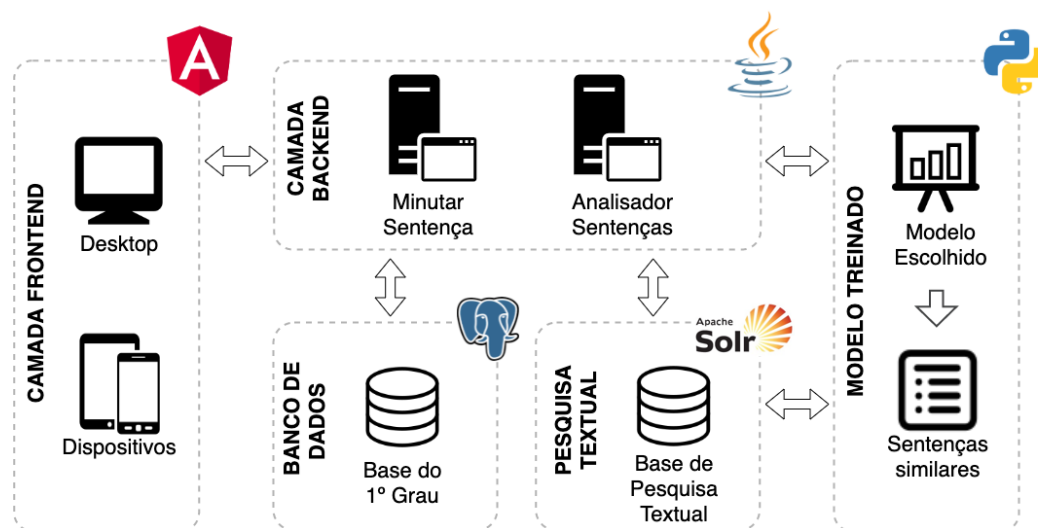 CAMADA FRONTEND
Desktop
Dispositivos
CAMADA
BACKEND
Minutar
Sentença
Analisador
Sentenças
BANCO DE
DADOS
Base do
1º Grau
PESQUISA
TEXTUAL
Apache
Solr
Base de
Pesquisa
Textual
MODELO TREINADO
Modelo
Escolhido
Sentenças
similares